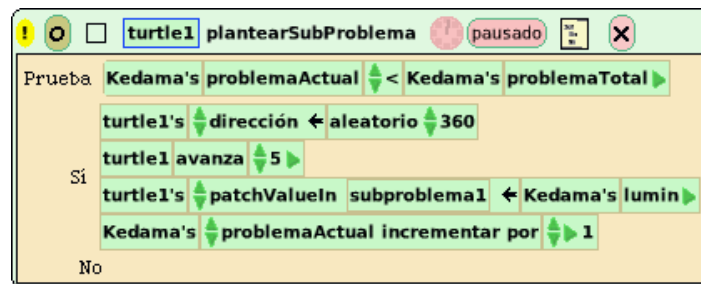 ! O turtle1 plantearSubProblema pausado X
Prueba Kedama's problemaActual < Kedama's problemaTotal
turtle1's dirección ← aleatorio 360
turtle1 avanza 5
Sí
turtle1's patchValueIn subproblema1 ← Kedama's lumin
Kedama's problemaActual incrementar por 1
No